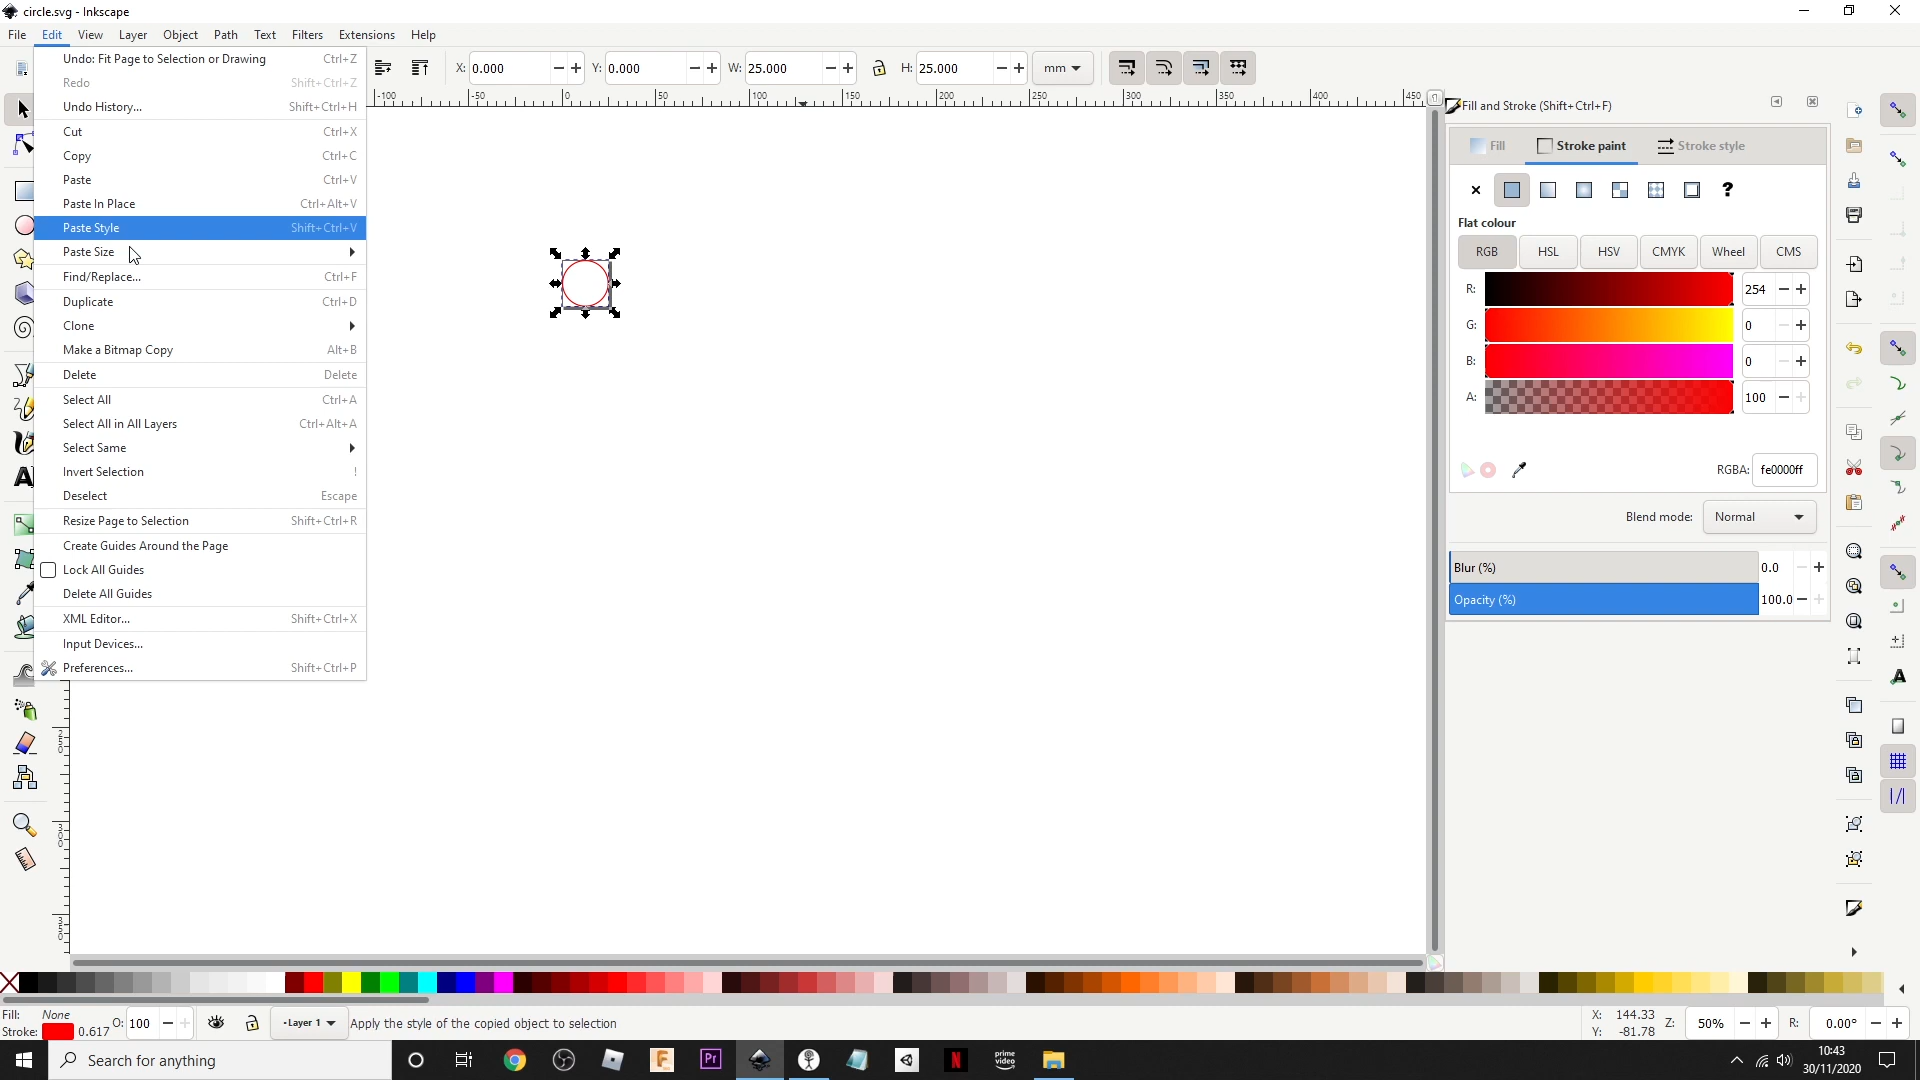 circle.svg - Inkscape
File Edit View Layer Object Path Text Filters Extensions Help
X: 0.000 Y: 0.000 W: 25.000 H: 25.000 mm
-100 -50 0 50 100 150 200 250 300 350 400 450
Undo: Fit Page to Selection or Drawing Ctrl+Z
Redo Shift+Ctrl+Z
Undo History... Shift+Ctrl+H
Cut Ctrl+X
Copy Ctrl+C
Paste Ctrl+V
Paste In Place Ctrl+Alt+V
Paste Style Shift+Ctrl+V
Paste Size
Find/Replace... Ctrl+F
Duplicate Ctrl+D
Clone
Make a Bitmap Copy Alt+B
Delete Delete
Select All Ctrl+A
Select All in All Layers Ctrl+Alt+A
Select Same
Invert Selection !
Deselect Escape
Resize Page to Selection Shift+Ctrl+R
Create Guides Around the Page
Lock All Guides
Delete All Guides
XML Editor... Shift+Ctrl+X
Input Devices...
Preferences... Shift+Ctrl+P
250
300
350
Fill and Stroke (Shift+Ctrl+F)
Fill Stroke paint Stroke style
?
Flat colour
RGB HSL HSV CMYK Wheel CMS
R: 254
G: 0
B: 0
A: 100
RGBA: fe0000ff
Blend mode: Normal
Blur (%) 0.0
Opacity (%) 100.0
Fill: None
Stroke: 0.617
O: 100
-Layer 1
Apply the style of the copied object to selection
X: 144.33
Y: -81.78
Z: 50%
R: 0.00°
Search for anything
Pr
prime video
10:43
30/11/2020